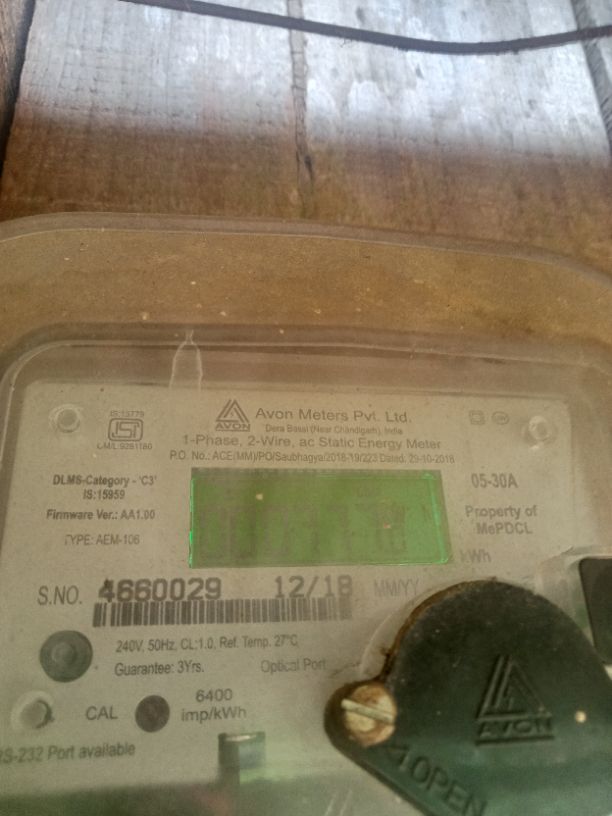 IS:13779
ISI
CM/L:9261180
AVON
Avon Meters Pvt. Ltd.
Dera Bassi (Near Chandigarh), India
1-Phase, 2-Wire, ac Static Energy Meter
P.O. No.: ACE(MM)/PO/Saubhagya/2018-19/223 Dated. 29-10-2018
DLMS-Category - 'C3'
IS:15959
Firmware Ver.: AA1.00
TYPE: AEM-106
05-30A
Property of
MePDCL
kWh
S.NO. 4660029 12/18 MM/YY
240V, 50Hz, CL:1.0, Ref. Temp. 27°C
Guarantee: 3Yrs. Optical Port
CAL 6400
imp/kWh
RS-232 Port available
AVON
OPEN